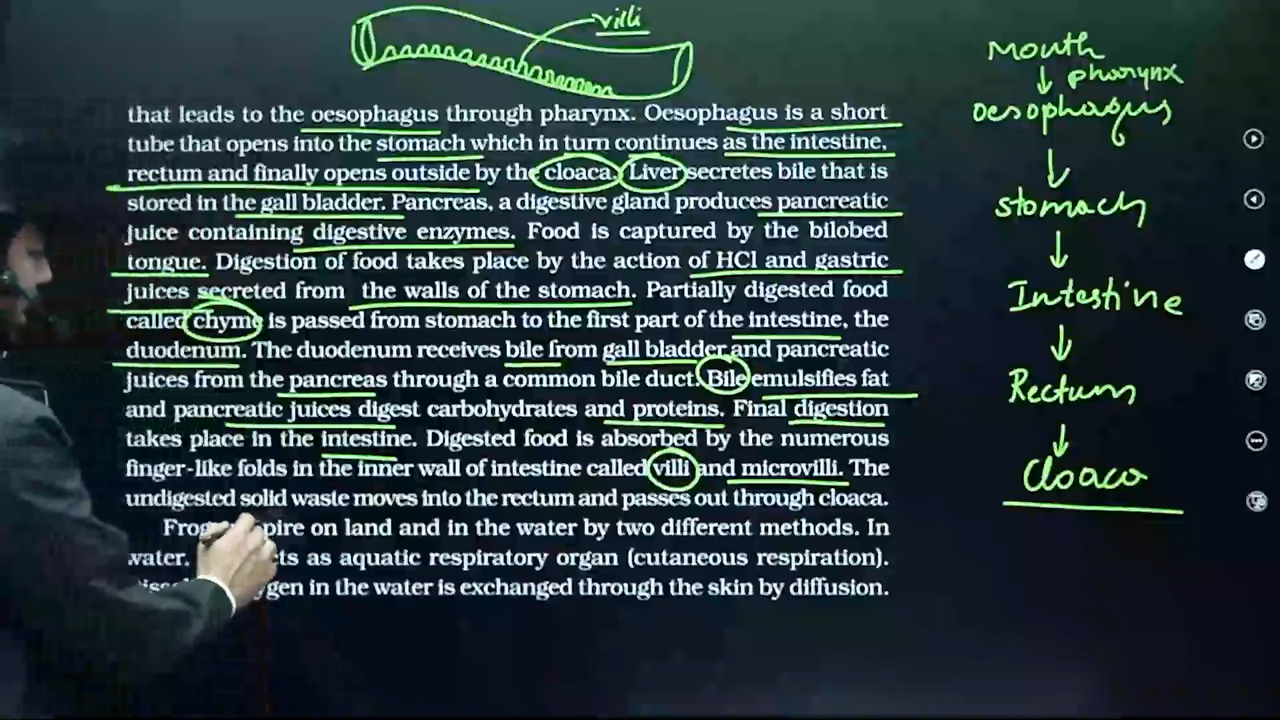 villi
that leads to the oesophagus through pharynx. Oesophagus is a short
tube that opens into the stomach which in turn continues as the intestine,
rectum and finally opens outside by the cloaca. Liver secretes bile that is
stored in the gall bladder. Pancreas, a digestive gland produces pancreatic
juice containing digestive enzymes. Food is captured by the bilobed
tongue. Digestion of food takes place by the action of HCl and gastric
juices secreted from the walls of the stomach. Partially digested food
called chyme is passed from stomach to the first part of the intestine, the
duodenum. The duodenum receives bile from gall bladder and pancreatic
juices from the pancreas through a common bile duct. Bile emulsifies fat
and pancreatic juices digest carbohydrates and proteins. Final digestion
takes place in the intestine. Digested food is absorbed by the numerous
finger-like folds in the inner wall of intestine called villi and microvilli. The
undigested solid waste moves into the rectum and passes out through cloaca.
on land and in the water by two different methods. In
water, as aquatic respiratory organ (cutaneous respiration).
in the water is exchanged through the skin by diffusion.
Mouth
pharynx
Oesophagus
Stomach
Intestine
Rectum
Cloaca